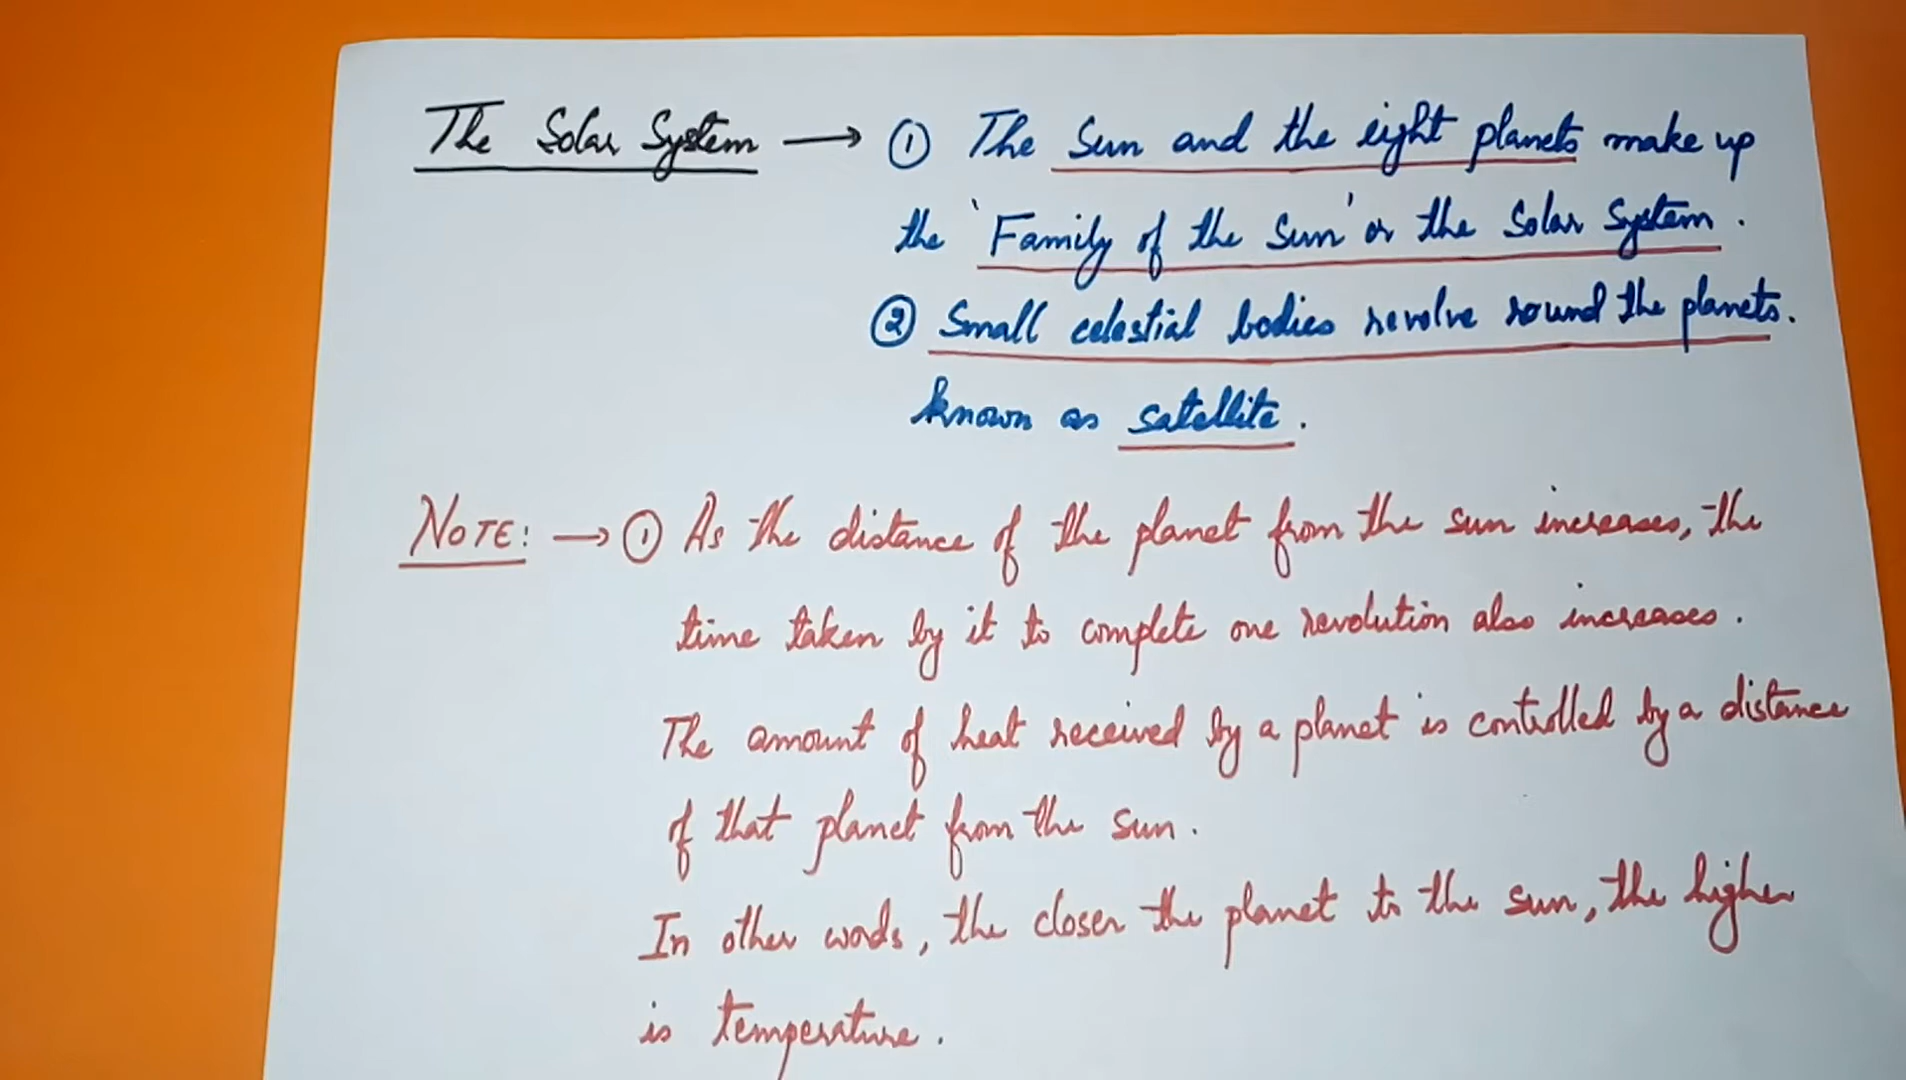 The Solar System → ① The Sun and the eight planets make up
the 'Family of the Sun' or the Solar System.
② Small celestial bodies revolve round the planets.
known as satellite.
NOTE: → ① As the distance of the planet from the sun increases, the
time taken by it to complete one revolution also increases.
The amount of heat received by a planet is controlled by a distance
of that planet from the sun.
In other words, the closer the planet to the sun, the higher
is temperature.